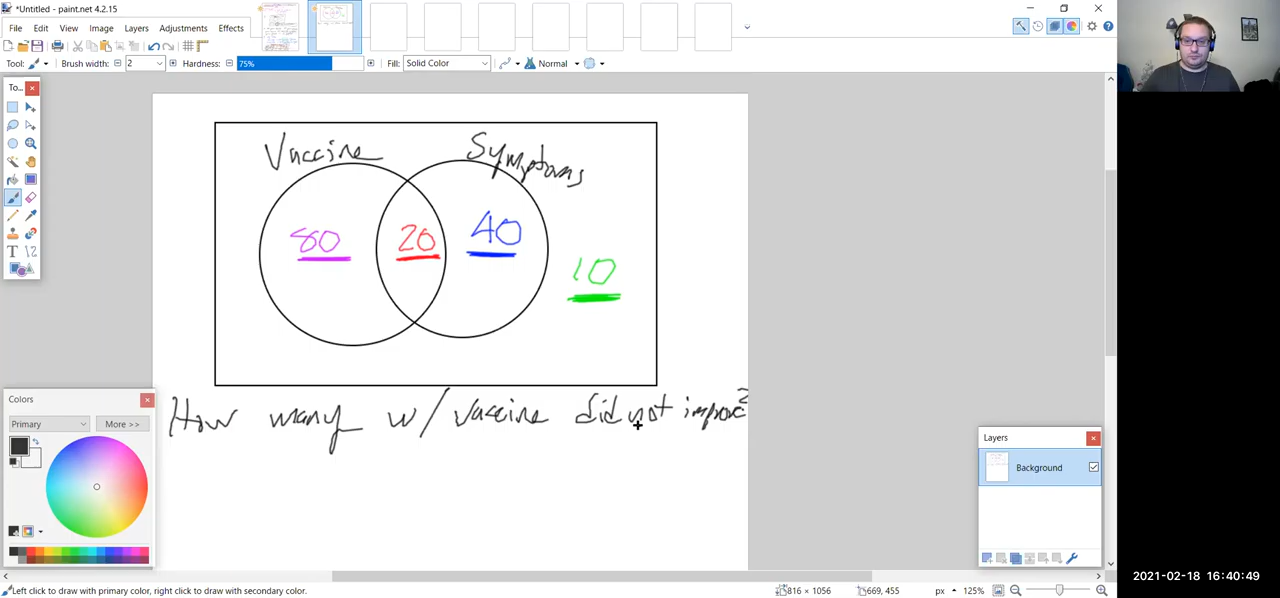 *Untitled - paint.net 4.2.15
File Edit View Image Layers Adjustments Effects
Tool: Brush width: 2 Hardness: 75% Fill: Solid Color Normal
To...
Vaccine Symptoms
80 20 40
10
How many w/ vaccine did not improve?
Colors
Primary More >>
Layers
Background
2021-02-18 16:40:49
Left click to draw with primary color, right click to draw with secondary color. 816 × 1056 669, 455 px 125%